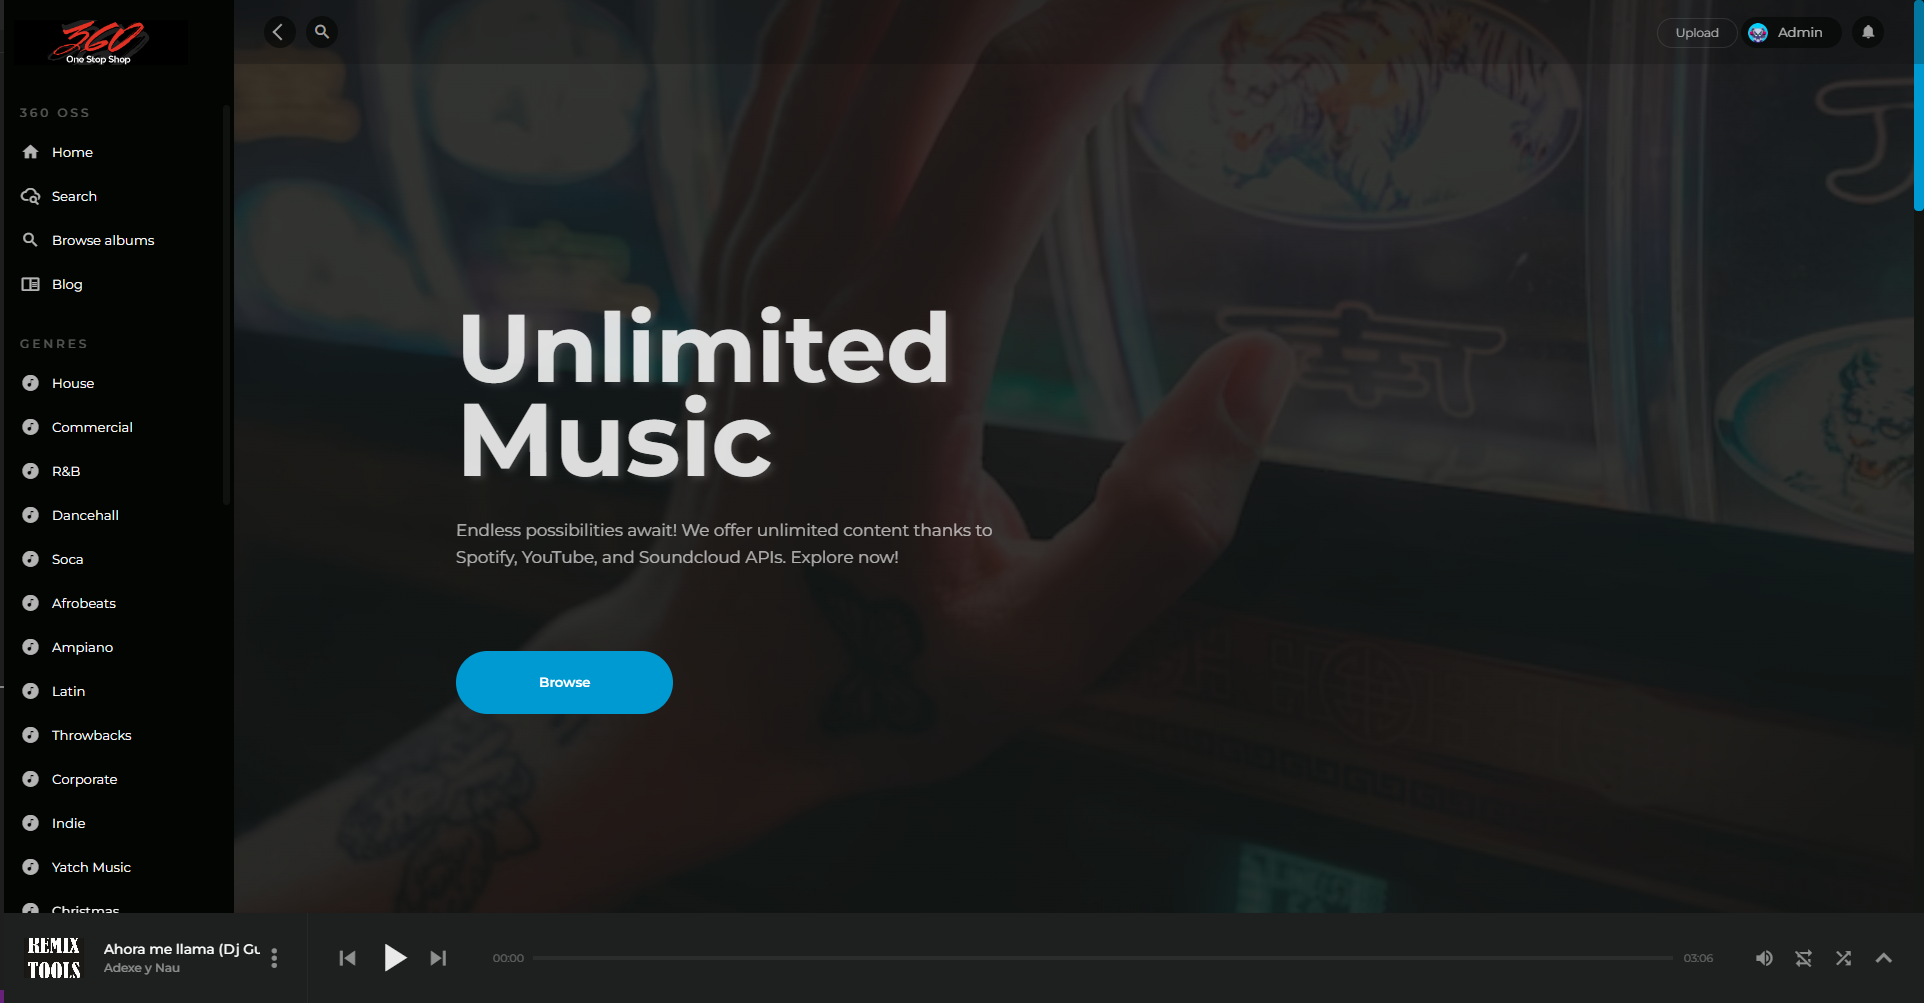 360
One Stop Shop
Upload
Admin
360 OSS
Home
Search
Browse albums
Blog
GENRES
House
Commercial
R&B
Dancehall
Soca
Afrobeats
Ampiano
Latin
Throwbacks
Corporate
Indie
Yatch Music
Christmas
Unlimited
Music
Endless possibilities await! We offer unlimited content thanks to
Spotify, YouTube, and Soundcloud APIs. Explore now!
Browse
REMIX
TOOLS
Ahora me llama (Dj Gu
Adexe y Nau
00:00
03:06